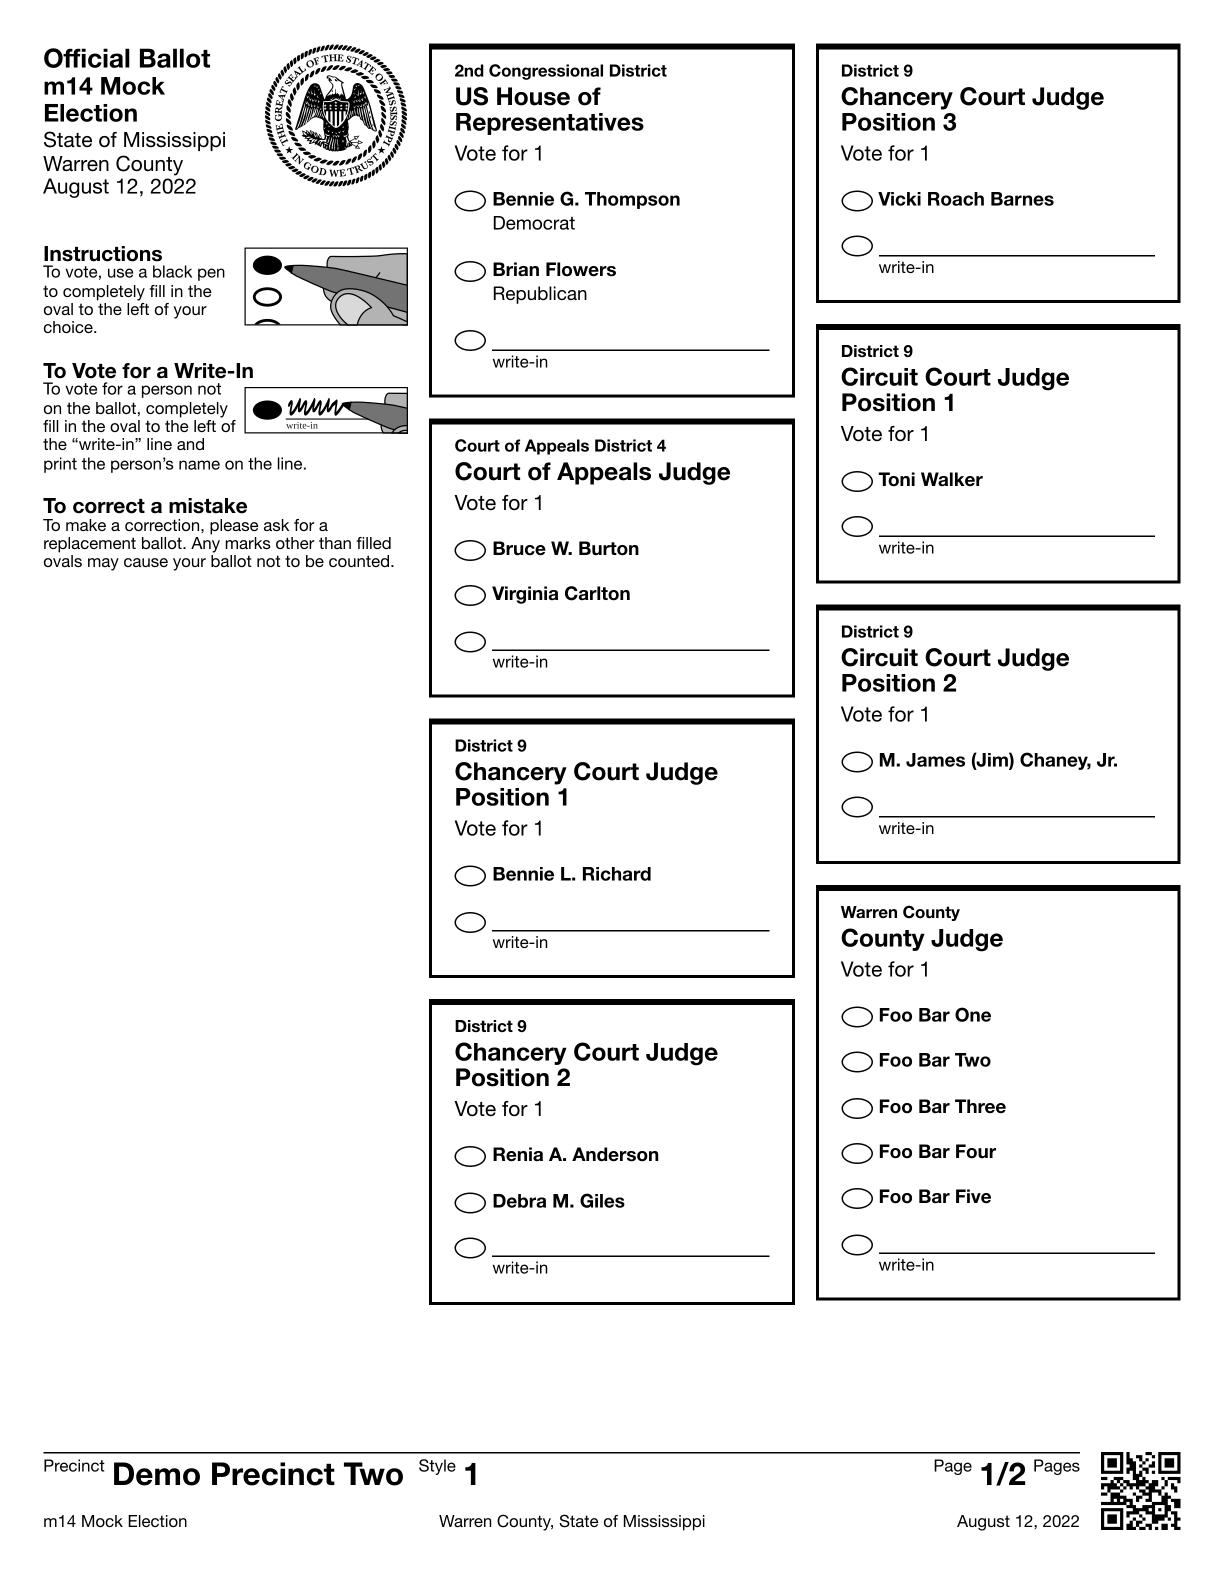 Official Ballot
m14 Mock
Election
State of Mississippi
Warren County
August 12, 2022
THE GREAT SEAL OF THE STATE OF MISSISSIPPI
★ IN GOD WE TRUST ★
Instructions
To vote, use a black pen
to completely fill in the
oval to the left of your
choice.
To Vote for a Write-In
To vote for a person not
on the ballot, completely
fill in the oval to the left of
the “write-in” line and
print the person’s name on the line.
write-in
To correct a mistake
To make a correction, please ask for a
replacement ballot. Any marks other than filled
ovals may cause your ballot not to be counted.
2nd Congressional District
US House of
Representatives
Vote for 1
Bennie G. Thompson
Democrat
Brian Flowers
Republican
write-in
Court of Appeals District 4
Court of Appeals Judge
Vote for 1
Bruce W. Burton
Virginia Carlton
write-in
District 9
Chancery Court Judge
Position 1
Vote for 1
Bennie L. Richard
write-in
District 9
Chancery Court Judge
Position 2
Vote for 1
Renia A. Anderson
Debra M. Giles
write-in
District 9
Chancery Court Judge
Position 3
Vote for 1
Vicki Roach Barnes
write-in
District 9
Circuit Court Judge
Position 1
Vote for 1
Toni Walker
write-in
District 9
Circuit Court Judge
Position 2
Vote for 1
M. James (Jim) Chaney, Jr.
write-in
Warren County
County Judge
Vote for 1
Foo Bar One
Foo Bar Two
Foo Bar Three
Foo Bar Four
Foo Bar Five
write-in
Precinct Demo Precinct Two Style 1 Page 1/2 Pages
m14 Mock Election Warren County, State of Mississippi August 12, 2022